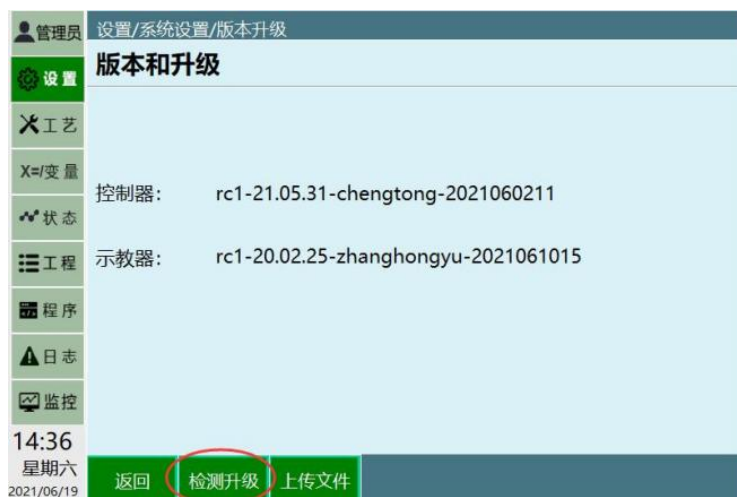 管理员
设置/系统设置/版本升级
版本和升级
设置
工艺
X=/变量
状态
工程
程序
日志
监控
控制器： rc1-21.05.31-chengtong-2021060211
示教器： rc1-20.02.25-zhanghongyu-2021061015
14:36
星期六
2021/06/19
返回 检测升级 上传文件